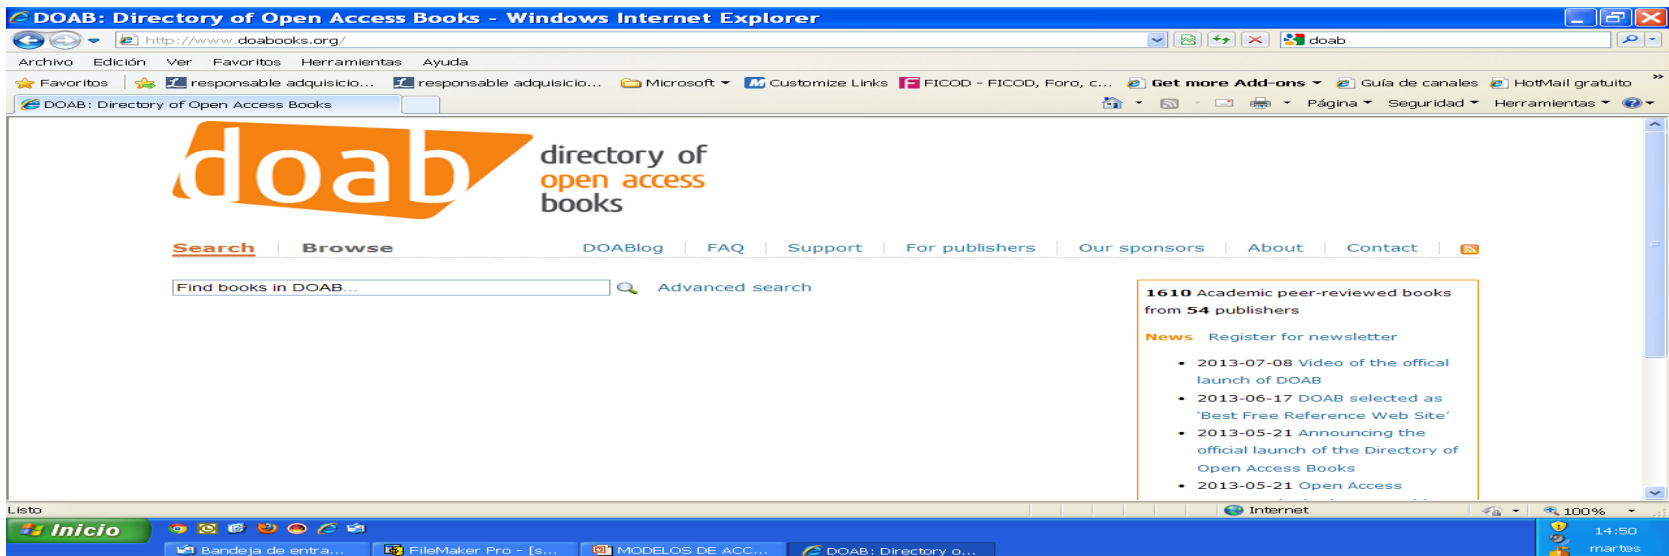 DOAB: Directory of Open Access Books - Windows Internet Explorer
http://www.doabooks.org/ doab
Archivo Edición Ver Favoritos Herramientas Ayuda
Favoritos responsable adquisicio... responsable adquisicio... Microsoft Customize Links FICOD - FICOD, Foro, c... Get more Add-ons Guía de canales HotMail gratuito »
DOAB: Directory of Open Access Books Página Seguridad Herramientas
doab
directory of
open access
books
Search Browse DOABlog FAQ Support For publishers Our sponsors About Contact
Find books in DOAB... Advanced search
1610 Academic peer-reviewed books
from 54 publishers
News Register for newsletter
• 2013-07-08 Video of the offical
launch of DOAB
• 2013-06-17 DOAB selected as
'Best Free Reference Web Site'
• 2013-05-21 Announcing the
official launch of the Directory of
Open Access Books
• 2013-05-21 Open Access
Listo Internet 100%
Inicio 14:50
Bandeja de entra... FileMaker Pro - [s... MODELOS DE ACC... DOAB: Directory o... martes